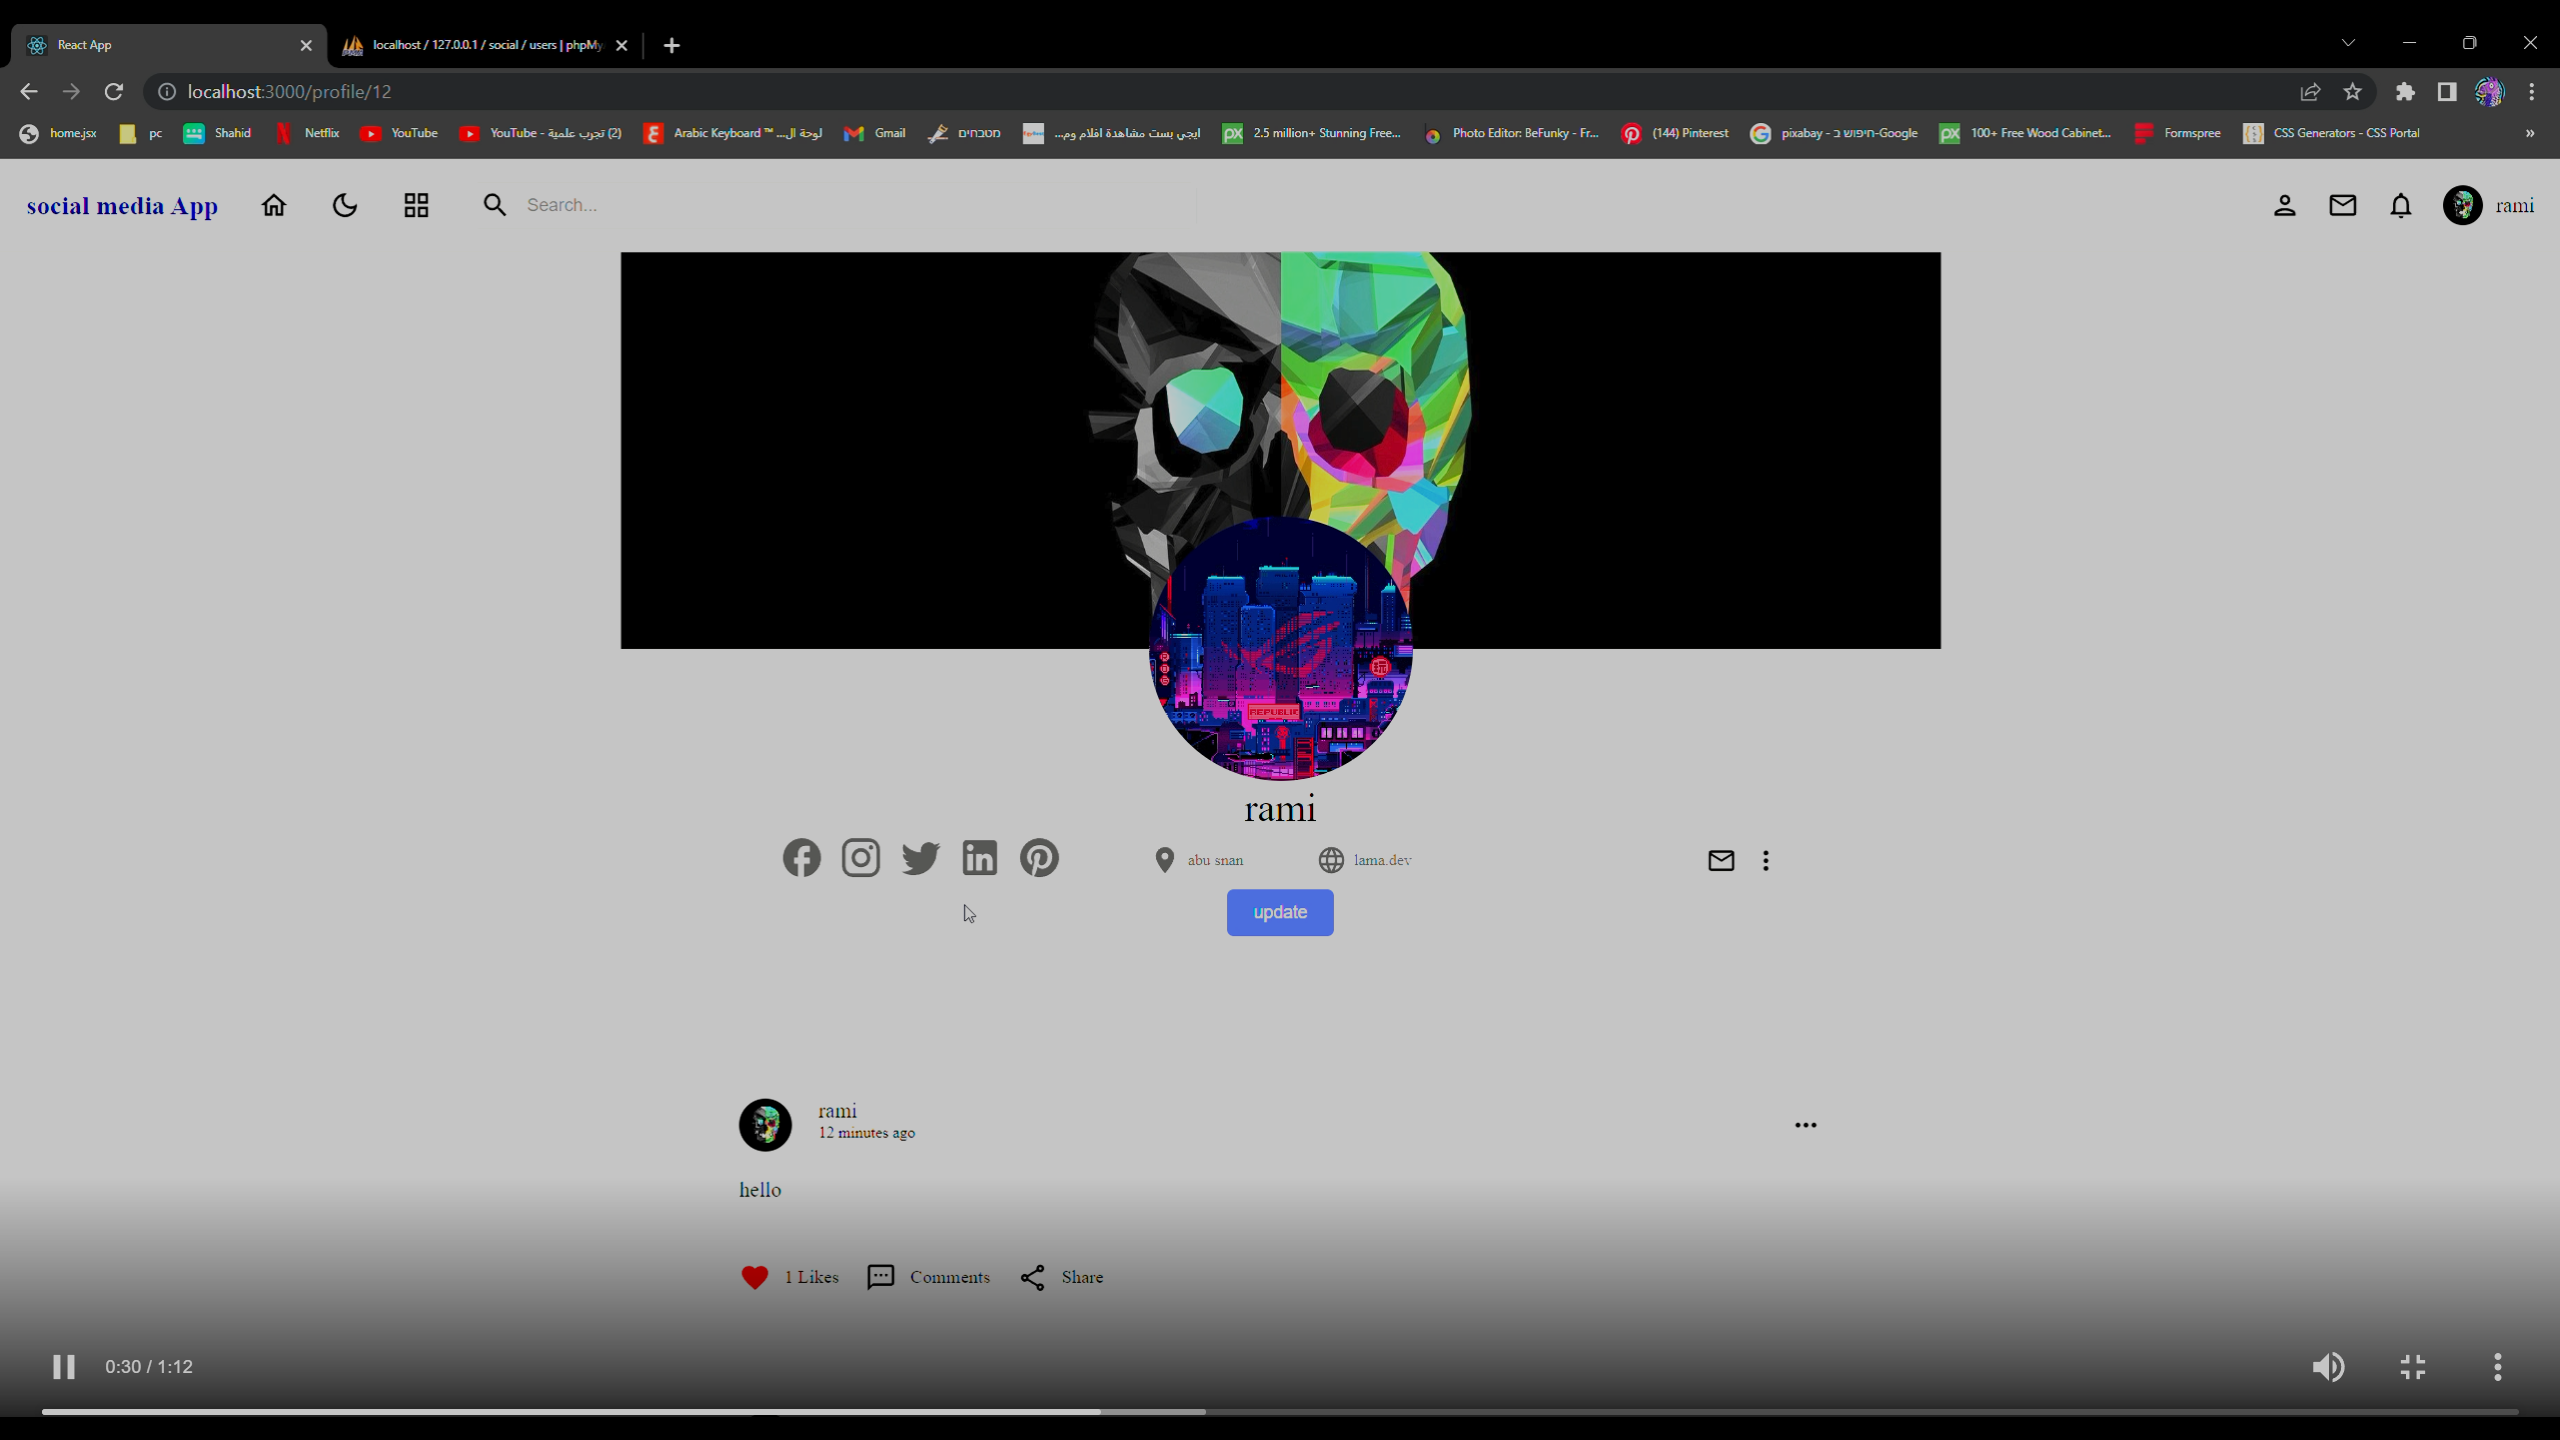 React App
localhost / 127.0.0.1 / social / users | phpMy
localhost:3000/profile/12
home.jsx
pc
Shahid
Netflix
YouTube
YouTube - تجرب علمية (2)
Arabic Keyboard ™ ...لوحة ال
Gmail
מטבחים
ايجي بست مشاهدة افلام وم...
2.5 million+ Stunning Free...
Photo Editor: BeFunky - Fr...
(144) Pinterest
pixabay - חיפוש ב-Google
100+ Free Wood Cabinet...
Formspree
CSS Generators - CSS Portal
»
social media App
Search...
rami
REPUBLIK
rami
abu snan
lama.dev
update
rami
12 minutes ago
hello
1 Likes
Comments
Share
0:30 / 1:12